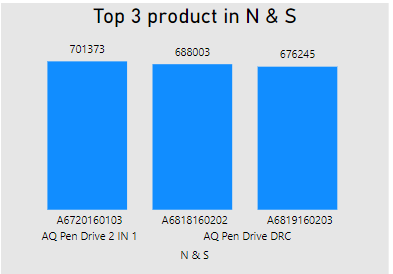 Top 3 product in N & S
701373
688003
676245
A6720160103 A6818160202 A6819160203
AQ Pen Drive 2 IN 1 AQ Pen Drive DRC
N & S